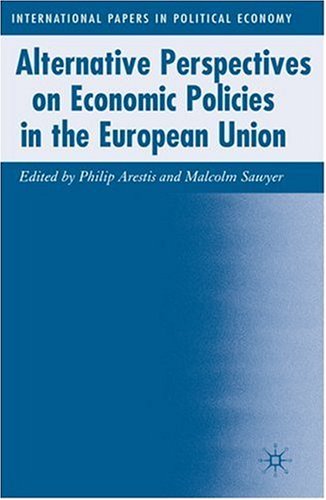 INTERNATIONAL PAPERS IN POLITICAL ECONOMY
Alternative Perspectives
on Economic Policies
in the European Union
Edited by Philip Arestis and Malcolm Sawyer